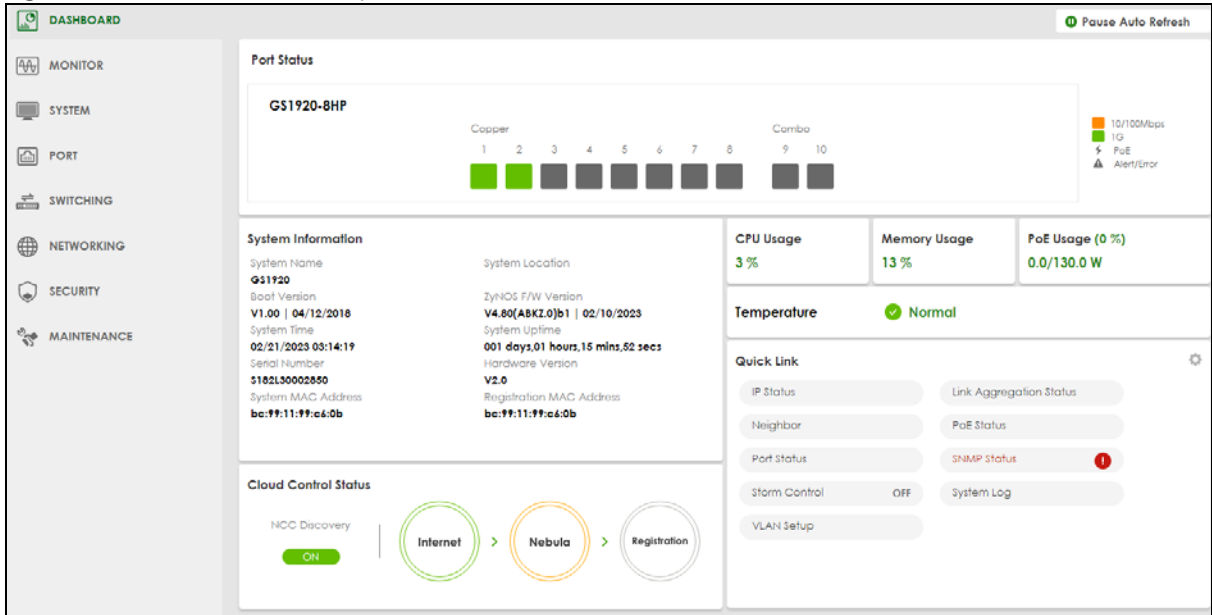 DASHBOARD
Pause Auto Refresh
MONITOR
SYSTEM
PORT
SWITCHING
NETWORKING
SECURITY
MAINTENANCE
Port Status
GS1920-8HP
Copper Combo
1 2 3 4 5 6 7 8 9 10
10/100Mbps
1G
PoE
Alert/Error
System Information
System Name System Location
GS1920
Boot Version ZyNOS F/W Version
V1.00 | 04/12/2018 V4.80(ABKZ.0)b1 | 02/10/2023
System Time System Uptime
02/21/2023 03:14:19 001 days,01 hours,15 mins,52 secs
Serial Number Hardware Version
S182L30002850 V2.0
System MAC Address Registration MAC Address
bc:99:11:99:c6:0b bc:99:11:99:c6:0b
CPU Usage
3 %
Memory Usage
13 %
PoE Usage (0 %)
0.0/130.0 W
Temperature Normal
Quick Link
IP Status Link Aggregation Status
Neighbor PoE Status
Port Status SNMP Status
Storm Control OFF System Log
VLAN Setup
Cloud Control Status
NCC Discovery
ON
Internet > Nebula > Registration